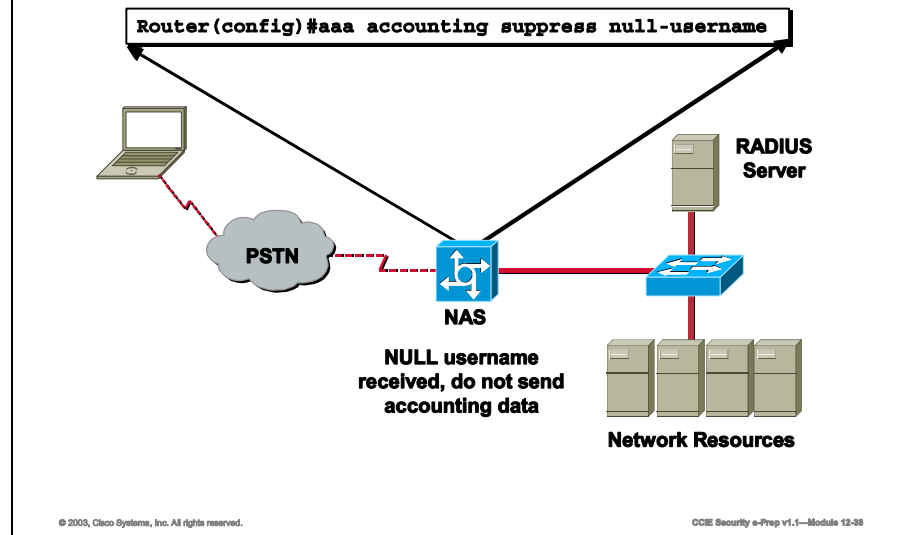 Router(config)#aaa accounting suppress null-username
RADIUS
Server
PSTN
NAS
NULL username
received, do not send
accounting data
Network Resources
© 2003, Cisco Systems, Inc. All rights reserved.
CCIE Security e-Prep v1.1—Module 12-38